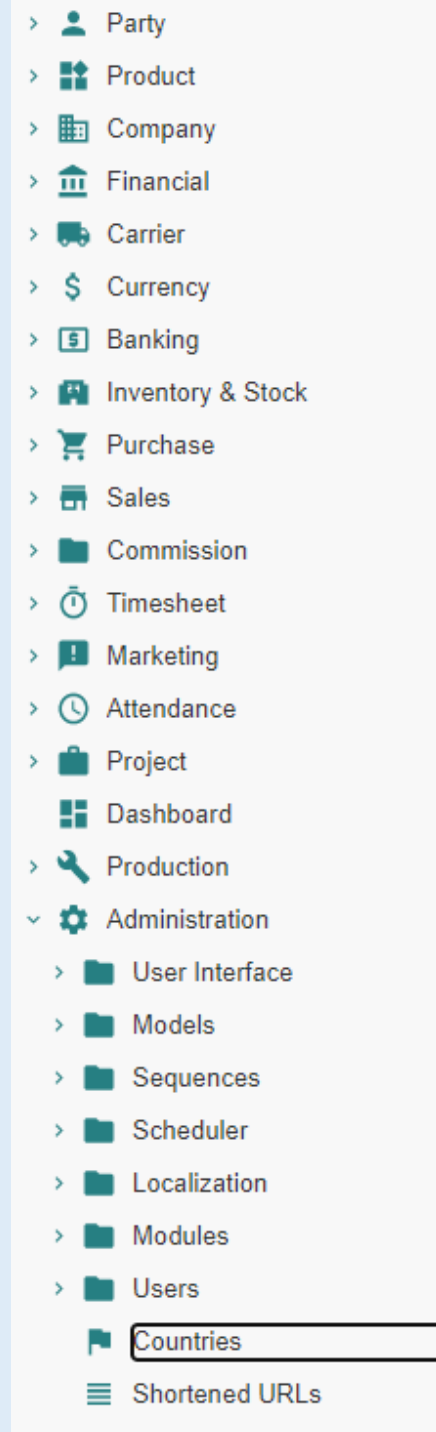 Party
Product
Company
Financial
Carrier
Currency
Banking
Inventory & Stock
Purchase
Sales
Commission
Timesheet
Marketing
Attendance
Project
Dashboard
Production
Administration
User Interface
Models
Sequences
Scheduler
Localization
Modules
Users
Countries
Shortened URLs